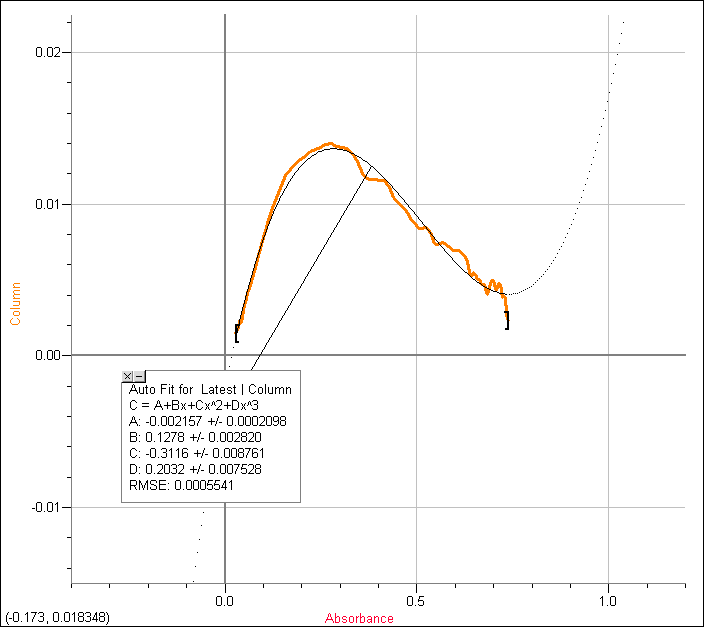 0.02
0.01
Column
0.00
Auto Fit for Latest | Column
C = A+Bx+Cx^2+Dx^3
A: -0.002157 +/- 0.0002098
B: 0.1278 +/- 0.002820
C: -0.3116 +/- 0.008761
D: 0.2032 +/- 0.007528
RMSE: 0.0005541
-0.01
0.0 0.5 1.0
(-0.173, 0.018348)
Absorbance